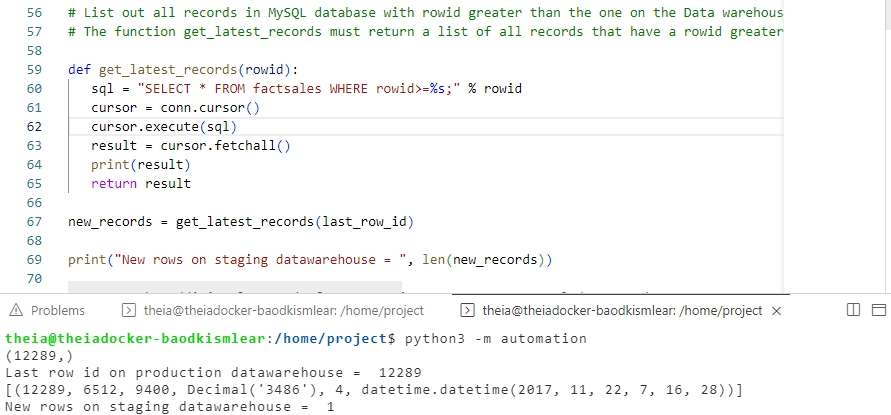 56 # List out all records in MySQL database with rowid greater than the one on the Data warehous
57 # The function get_latest_records must return a list of all records that have a rowid greater
58
59 def get_latest_records(rowid):
60 sql = "SELECT * FROM factsales WHERE rowid>=%s;" % rowid
61 cursor = conn.cursor()
62 cursor.execute(sql)
63 result = cursor.fetchall()
64 print(result)
65 return result
66
67 new_records = get_latest_records(last_row_id)
68
69 print("New rows on staging datawarehouse = ", len(new_records))
70
Problems theia@theiadocker-baodkismlear: /home/project theia@theiadocker-baodkismlear: /home/project ×
theia@theiadocker-baodkismlear:/home/project$ python3 -m automation
(12289,)
Last row id on production datawarehouse =  12289
[(12289, 6512, 9400, Decimal('3486'), 4, datetime.datetime(2017, 11, 22, 7, 16, 28))]
New rows on staging datawarehouse =  1